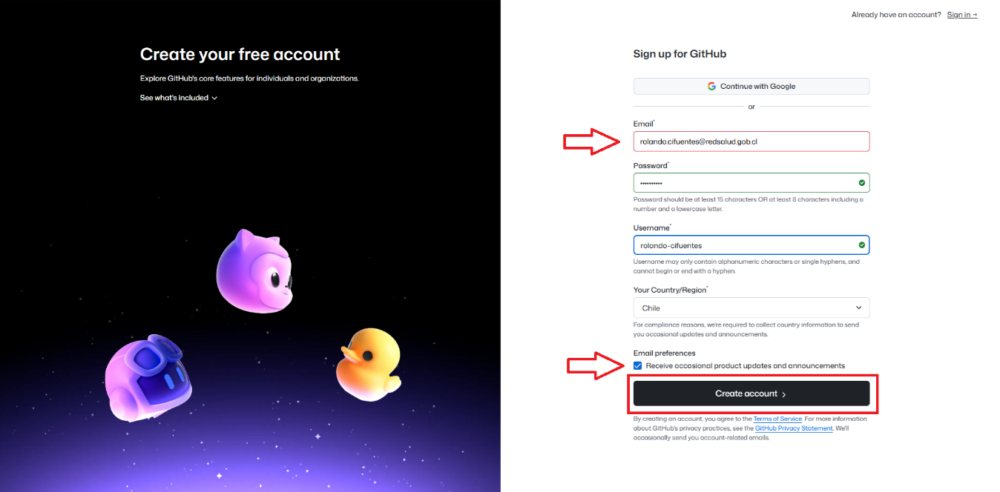 Already have an account? Sign in →
Create your free account
Explore GitHub's core features for individuals and organizations.
See what's included
Sign up for GitHub
Continue with Google
or
Email*
rolando.cifuentes@redsalud.gob.cl
Password*
••••••••••
Password should be at least 15 characters OR at least 8 characters including a
number and a lowercase letter.
Username*
rolando-cifuentes
Username may only contain alphanumeric characters or single hyphens, and
cannot begin or end with a hyphen.
Your Country/Region*
Chile
For compliance reasons, we're required to collect country information to send
you occasional updates and announcements.
Email preferences
Receive occasional product updates and announcements
Create account >
By creating an account, you agree to the Terms of Service. For more information
about GitHub's privacy practices, see the GitHub Privacy Statement. We'll
occasionally send you account-related emails.